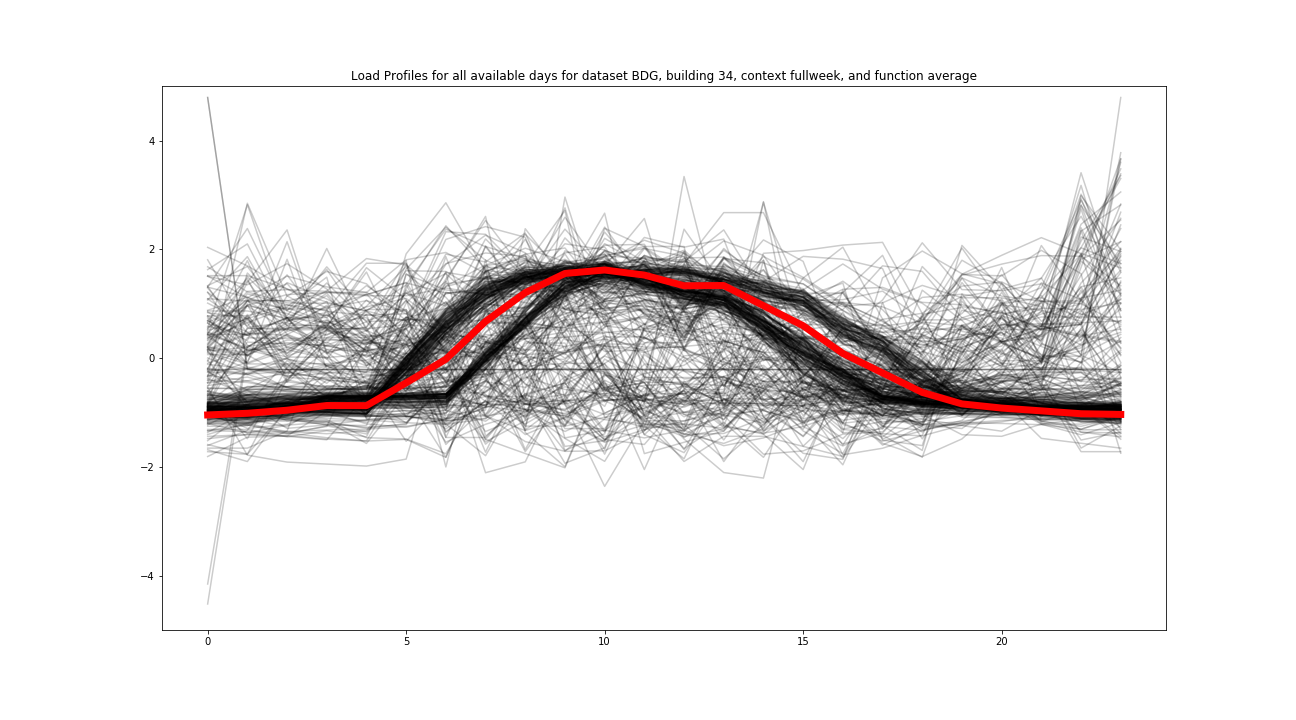 Load Profiles for all available days for dataset BDG, building 34, context fullweek, and function average
4
2
0
−2
−4
0 5 10 15 20